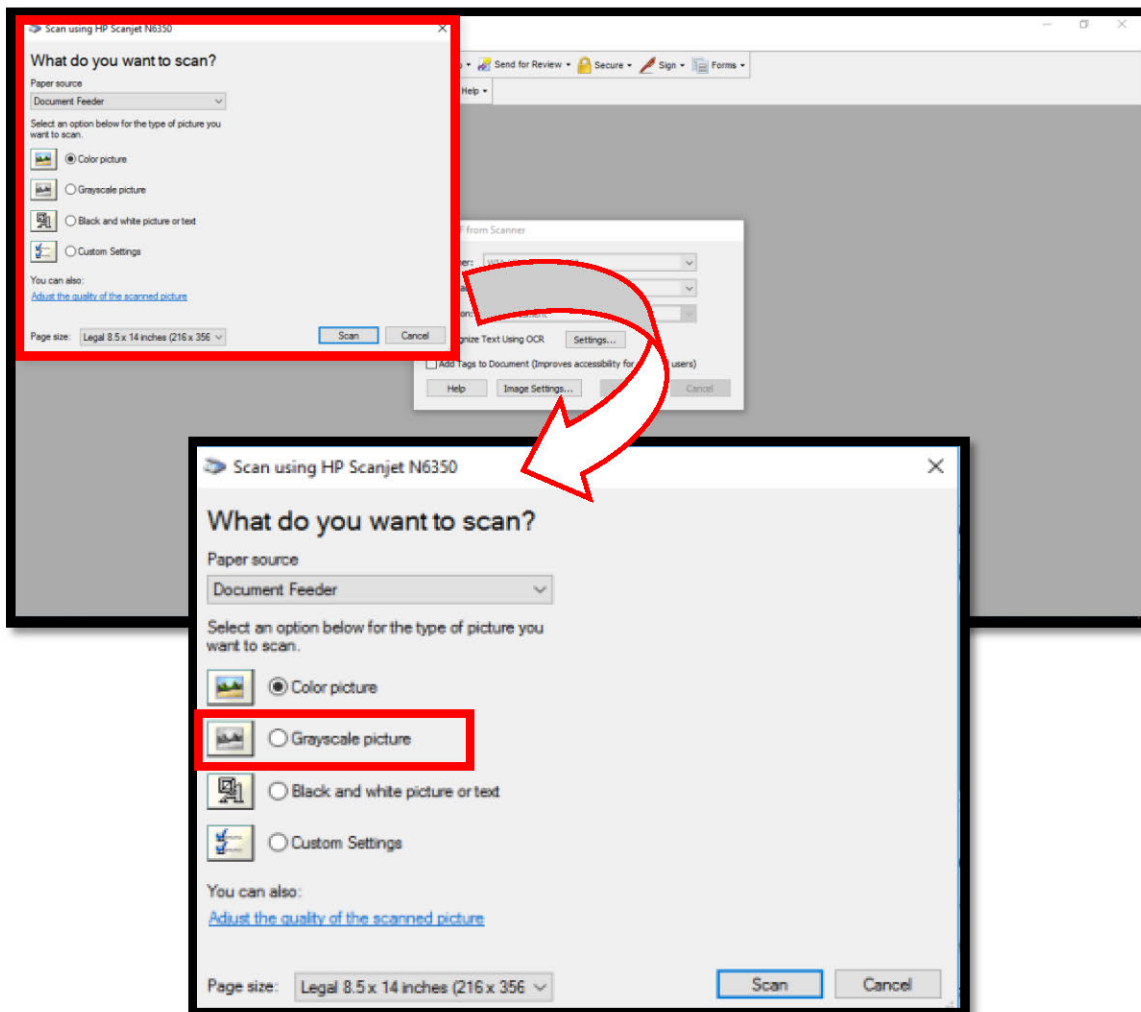 Scan using HP Scanjet N6350
What do you want to scan?
Paper source
Document Feeder
Select an option below for the type of picture you
want to scan.
Color picture
Grayscale picture
Black and white picture or text
Custom Settings
You can also:
Adjust the quality of the scanned picture
Page size: Legal 8.5 x 14 inches (216 x 356
Scan
Cancel
Send for Review
Secure
Sign
Forms
Help
from Scanner
Text Using OCR
Settings...
Add Tags to Document (Improves accessibility for
users)
Help
Image Settings...
Cancel
Scan using HP Scanjet N6350
What do you want to scan?
Paper source
Document Feeder
Select an option below for the type of picture you
want to scan.
Color picture
Grayscale picture
Black and white picture or text
Custom Settings
You can also:
Adjust the quality of the scanned picture
Page size: Legal 8.5 x 14 inches (216 x 356
Scan
Cancel